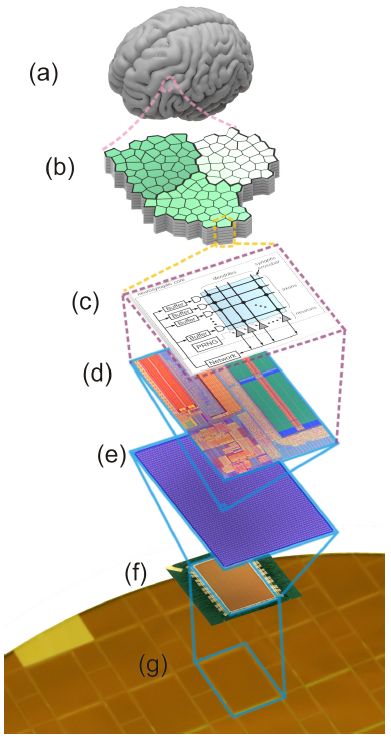 (a)
(b)
(c)
neurosynaptic core
dendrites
synaptic
crossbar
axons
neurons
Buffer
Buffer
Buffer
Buffer
PRNG
Network
(d)
(e)
(f)
(g)